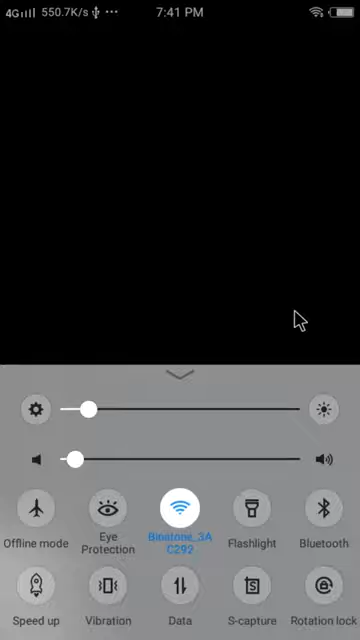 4G 550.7K/s ... 7:41 PM
Offline mode
Eye
Protection
Binatone_3A
C292
Flashlight
Bluetooth
Speed up
Vibration
Data
S-capture
Rotation lock